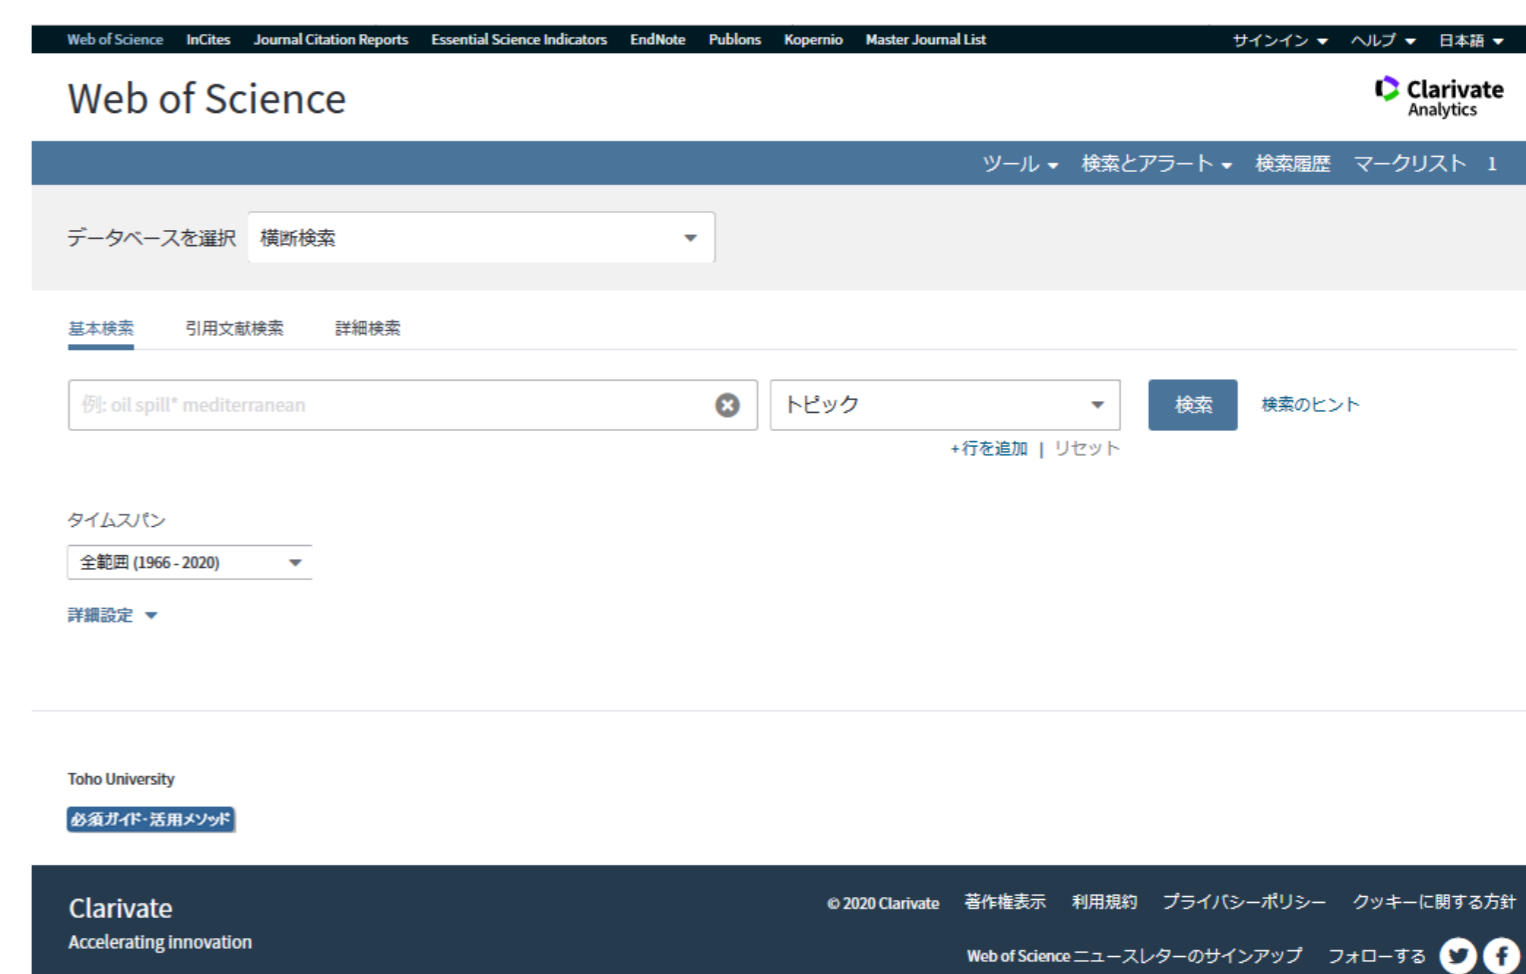 Web of Science InCites Journal Citation Reports Essential Science Indicators EndNote Publons Kopernio Master Journal List サインイン ヘルプ 日本語
Web of Science
Clarivate
Analytics
ツール 検索とアラート 検索履歴 マークリスト 1
データベースを選択 横断検索
基本検索 引用文献検索 詳細検索
例: oil spill* mediterranean トピック 検索 検索のヒント
+行を追加 | リセット
タイムスパン
全範囲 (1966 - 2020)
詳細設定
Toho University
必須ガイド・活用メソッド
Clarivate
Accelerating innovation
© 2020 Clarivate 著作権表示 利用規約 プライバシーポリシー クッキーに関する方針
Web of Science ニュースレターのサインアップ フォローする